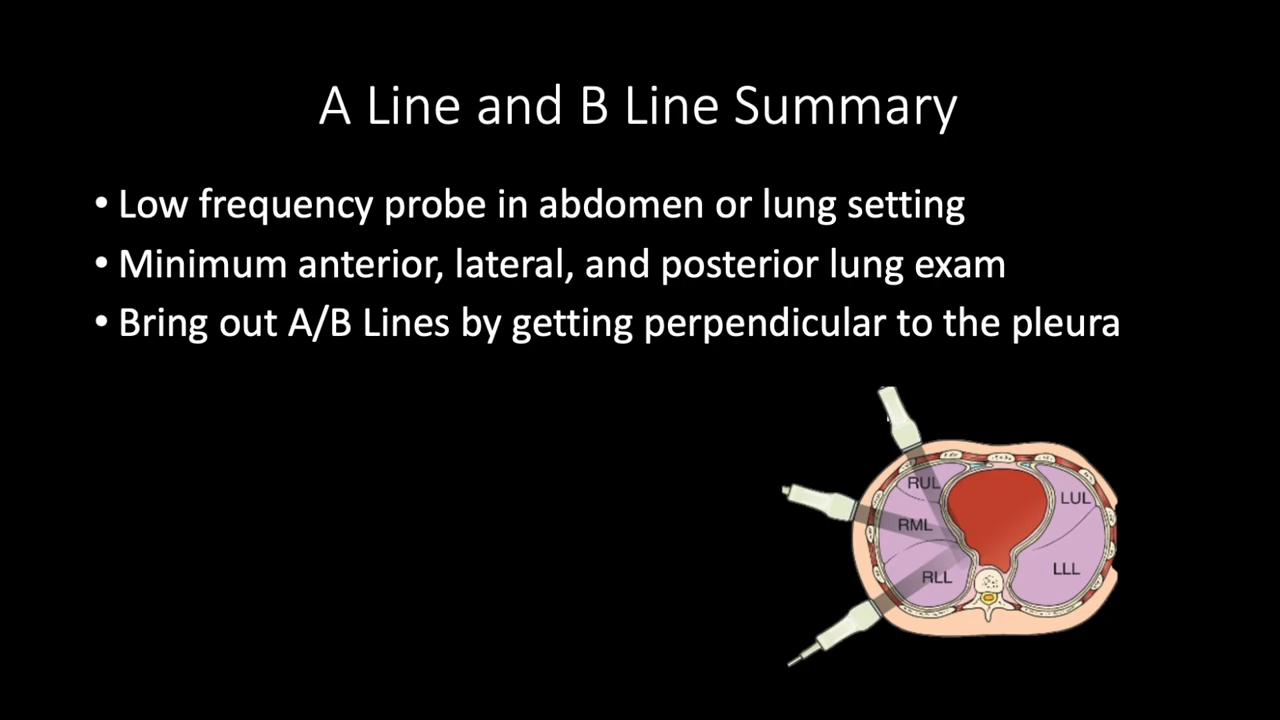 A Line and B Line Summary
• Low frequency probe in abdomen or lung setting
• Minimum anterior, lateral, and posterior lung exam
• Bring out A/B Lines by getting perpendicular to the pleura
RUL
LUL
RML
LLL
RLL